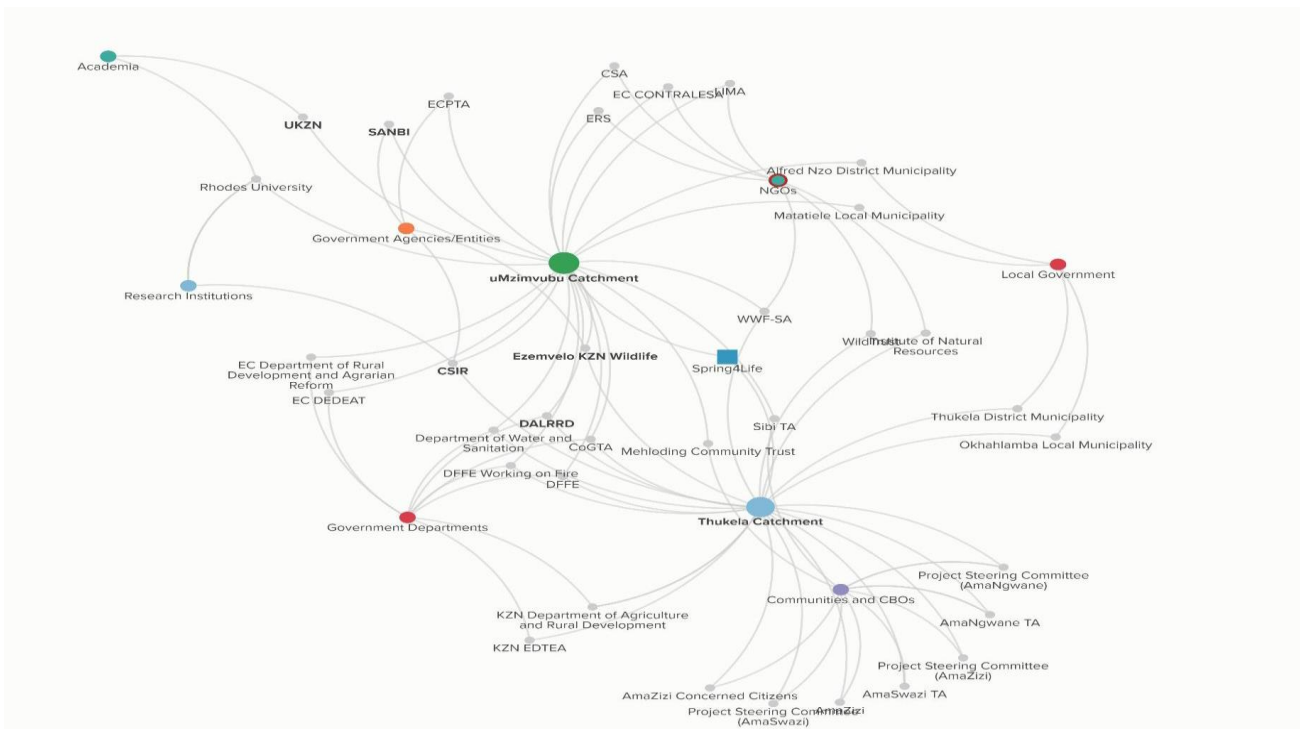 Academia
CSA
EC CONTRALESA
LIMA
ECPTA
ERS
UKZN
SANBI
Alfred Nzo District Municipality
Rhodes University
NGOs
Matatiele Local Municipality
Government Agencies/Entities
uMzimvubu Catchment
Local Government
Research Institutions
WWF-SA
WildTrust
Institute of Natural
Resources
Ezemvelo KZN Wildlife
EC Department of Rural
Development and Agrarian
Reform
CSIR
Spring4Life
EC DEDEAT
Thukela District Municipality
DALRRD
Sibi TA
Department of Water and
Sanitation
CoGTA
Mehloding Community Trust
Okhahlamba Local Municipality
DFFE Working on Fire
DFFE
Thukela Catchment
Government Departments
Project Steering Committee
(AmaNgwane)
Communities and CBOs
KZN Department of Agriculture
and Rural Development
AmaNgwane TA
KZN EDTEA
Project Steering Committee
(AmaZizi)
AmaZizi Concerned Citizens
AmaSwazi TA
Project Steering Committee
(AmaSwazi)
AmaZizi